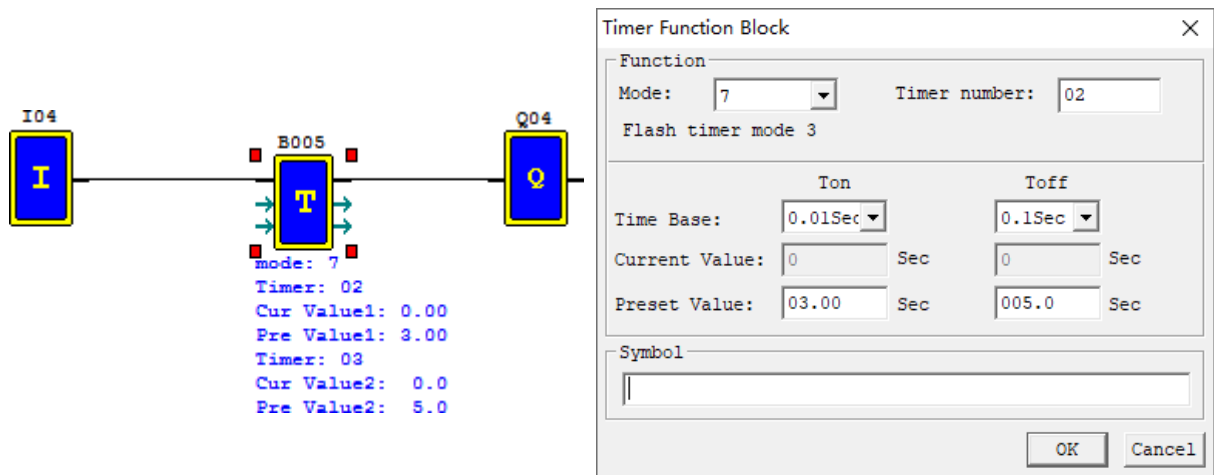 I04
I
B005
T
Q04
Q
mode: 7
Timer: 02
Cur Value1: 0.00
Pre Value1: 3.00
Timer: 03
Cur Value2: 0.0
Pre Value2: 5.0
Timer Function Block
Function
Mode: 7 Timer number: 02
Flash timer mode 3
Ton Toff
Time Base: 0.01Sec 0.1Sec
Current Value: 0 Sec 0 Sec
Preset Value: 03.00 Sec 005.0 Sec
Symbol
OK Cancel